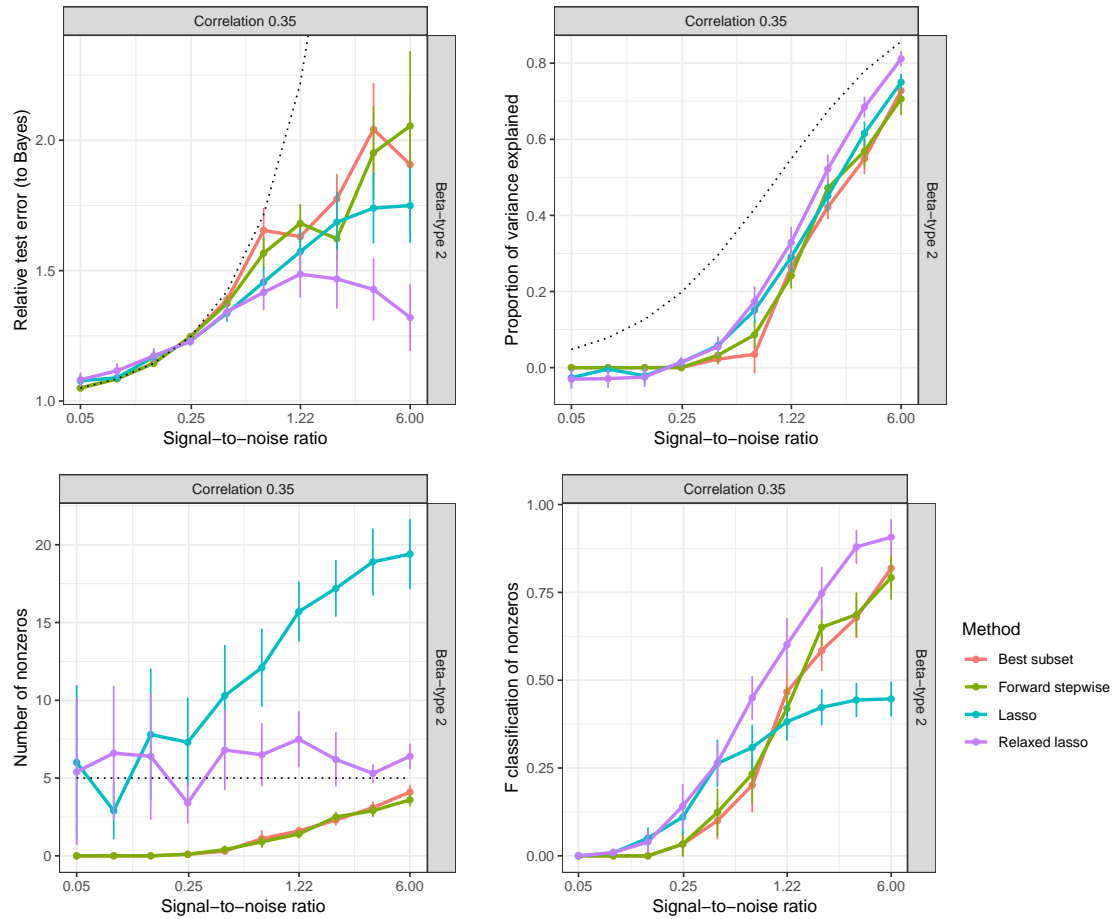 Correlation 0.35
Relative test error (to Bayes)
2.0
1.5
1.0
0.05
0.25
1.22
6.00
Signal−to−noise ratio
Beta−type 2
Correlation 0.35
Proportion of variance explained
0.8
0.6
0.4
0.2
0.0
0.05
0.25
1.22
6.00
Signal−to−noise ratio
Beta−type 2
Correlation 0.35
Number of nonzeros
20
15
10
5
0
0.05
0.25
1.22
6.00
Signal−to−noise ratio
Beta−type 2
Correlation 0.35
F classification of nonzeros
1.00
0.75
0.50
0.25
0.00
0.05
0.25
1.22
6.00
Signal−to−noise ratio
Beta−type 2
Method
Best subset
Forward stepwise
Lasso
Relaxed lasso